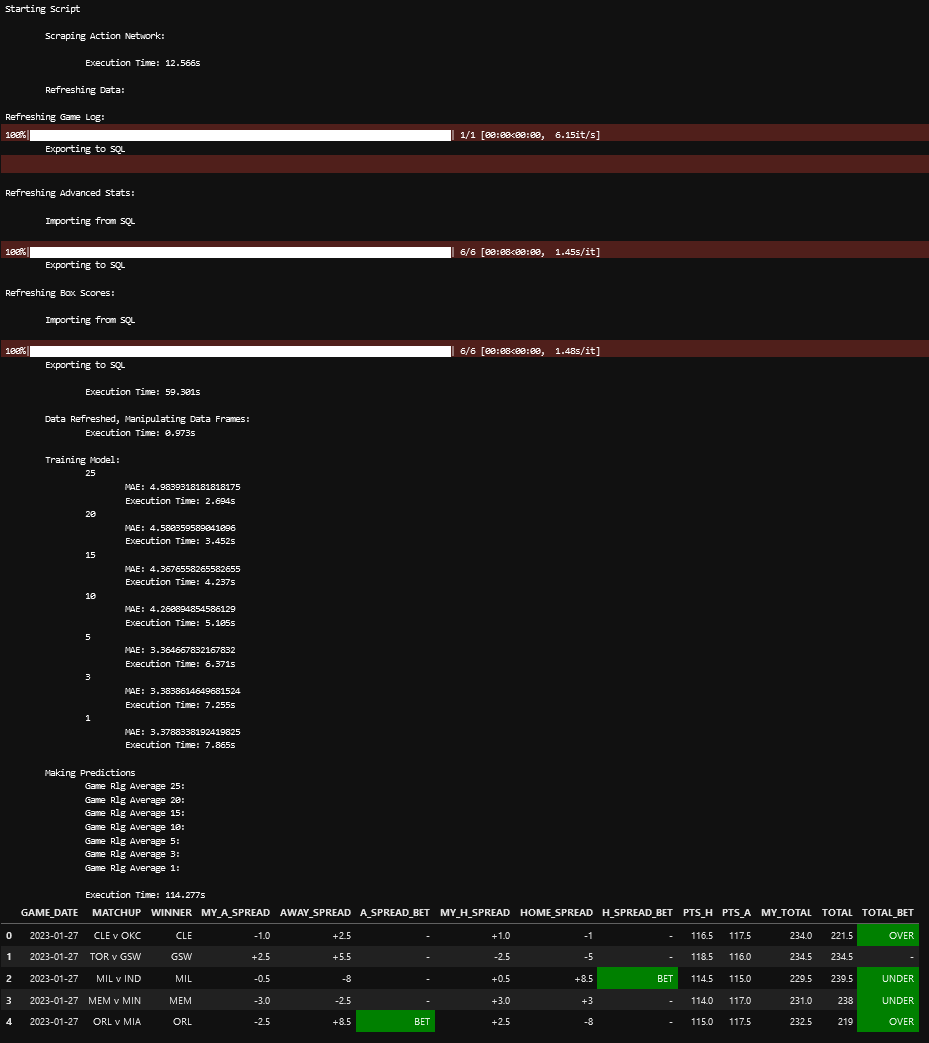 Starting Script
Scraping Action Network:
Execution Time: 12.566s
Refreshing Data:
Refreshing Game Log:
100%| | 1/1 [00:00<00:00, 6.15it/s]
Exporting to SQL
Refreshing Advanced Stats:
Importing from SQL
100%| | 6/6 [00:08<00:00, 1.45s/it]
Exporting to SQL
Refreshing Box Scores:
Importing from SQL
100%| | 6/6 [00:08<00:00, 1.48s/it]
Exporting to SQL
Execution Time: 59.301s
Data Refreshed, Manipulating Data Frames:
Execution Time: 0.973s
Training Model:
25
MAE: 4.9839318181818175
Execution Time: 2.694s
20
MAE: 4.580359589041096
Execution Time: 3.452s
15
MAE: 4.3676558265582655
Execution Time: 4.237s
10
MAE: 4.260894854586129
Execution Time: 5.105s
5
MAE: 3.364667832167832
Execution Time: 6.371s
3
MAE: 3.3838614649681524
Execution Time: 7.255s
1
MAE: 3.3788338192419825
Execution Time: 7.865s
Making Predictions
Game Rlg Average 25:
Game Rlg Average 20:
Game Rlg Average 15:
Game Rlg Average 10:
Game Rlg Average 5:
Game Rlg Average 3:
Game Rlg Average 1:
Execution Time: 114.277s
GAME_DATE MATCHUP WINNER MY_A_SPREAD AWAY_SPREAD A_SPREAD_BET MY_H_SPREAD HOME_SPREAD H_SPREAD_BET PTS_H PTS_A MY_TOTAL TOTAL TOTAL_BET
0 2023-01-27 CLE v OKC CLE -1.0 +2.5 - +1.0 -1 - 116.5 117.5 234.0 221.5 OVER
1 2023-01-27 TOR v GSW GSW +2.5 +5.5 - -2.5 -5 - 118.5 116.0 234.5 234.5 -
2 2023-01-27 MIL v IND MIL -0.5 -8 - +0.5 +8.5 BET 114.5 115.0 229.5 239.5 UNDER
3 2023-01-27 MEM v MIN MEM -3.0 -2.5 - +3.0 +3 - 114.0 117.0 231.0 238 UNDER
4 2023-01-27 ORL v MIA ORL -2.5 +8.5 BET +2.5 -8 - 115.0 117.5 232.5 219 OVER